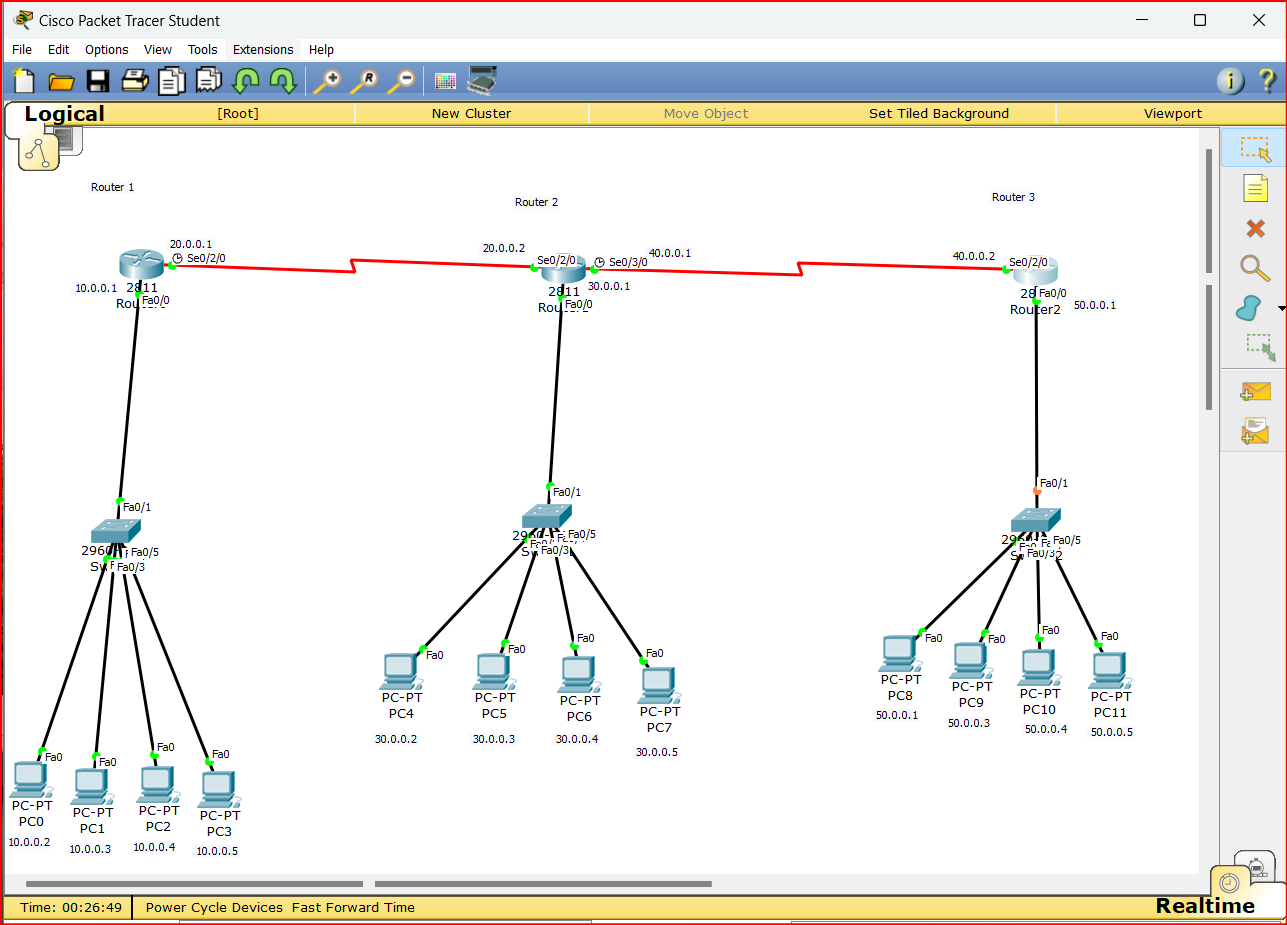 Cisco Packet Tracer Student
File Edit Options View Tools Extensions Help
Logical [Root] New Cluster Move Object Set Tiled Background Viewport
Router 1
Router 2
Router 3
20.0.0.1
Se0/2/0
10.0.0.1
2811
Fa0/0
20.0.0.2
Se0/2/0
Se0/3/0
40.0.0.1
30.0.0.1
2811
Fa0/0
40.0.0.2
Se0/2/0
Fa0/0
Router2
50.0.0.1
Fa0/1
Fa0/5
Fa0/3
Fa0/1
Fa0/5
Fa0/3
Fa0/1
Fa0/5
Fa0/3
Fa0
PC-PT
PC0
10.0.0.2
Fa0
PC-PT
PC1
10.0.0.3
Fa0
PC-PT
PC2
10.0.0.4
Fa0
PC-PT
PC3
10.0.0.5
Fa0
PC-PT
PC4
30.0.0.2
Fa0
PC-PT
PC5
30.0.0.3
Fa0
PC-PT
PC6
30.0.0.4
Fa0
PC-PT
PC7
30.0.0.5
Fa0
PC-PT
PC8
50.0.0.1
Fa0
PC-PT
PC9
50.0.0.3
Fa0
PC-PT
PC10
50.0.0.4
Fa0
PC-PT
PC11
50.0.0.5
Time: 00:26:49 Power Cycle Devices Fast Forward Time
Realtime